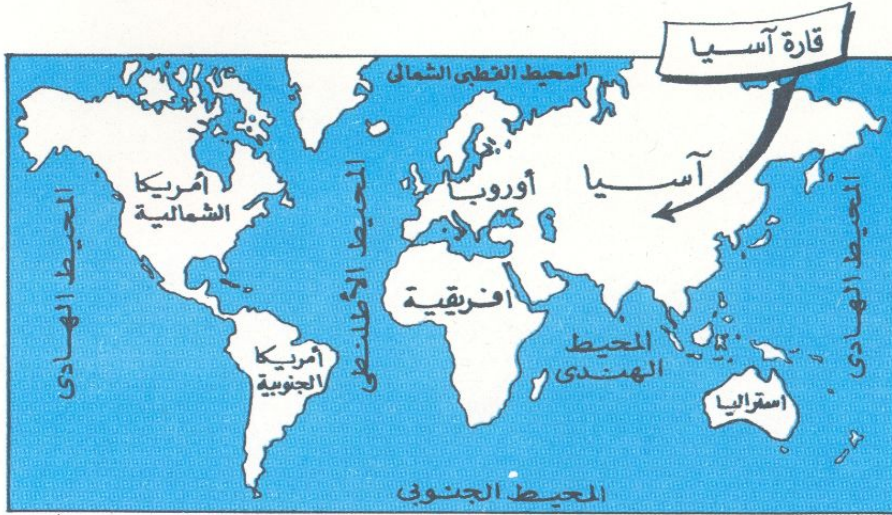 قارة آسيا
المحيط القطبى الشمالى
آسيا
أوروبا
أمريكا
الشمالية
المحيط الهادى
المحيط الأطلنطى
المحيط الهادى
افريقية
المحيط
الهندى
أمريكا
الجنوبية
استراليا
المحيط الجنوبى